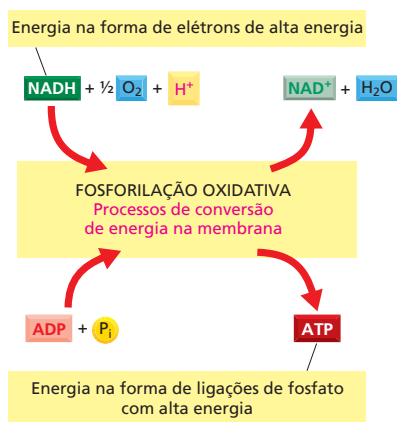 Energia na forma de elétrons de alta energia
NADH + ½ O₂ + H⁺ NAD⁺ + H₂O
FOSFORILAÇÃO OXIDATIVA
Processos de conversão
de energia na membrana
ADP + Pᵢ ATP
Energia na forma de ligações de fosfato
com alta energia